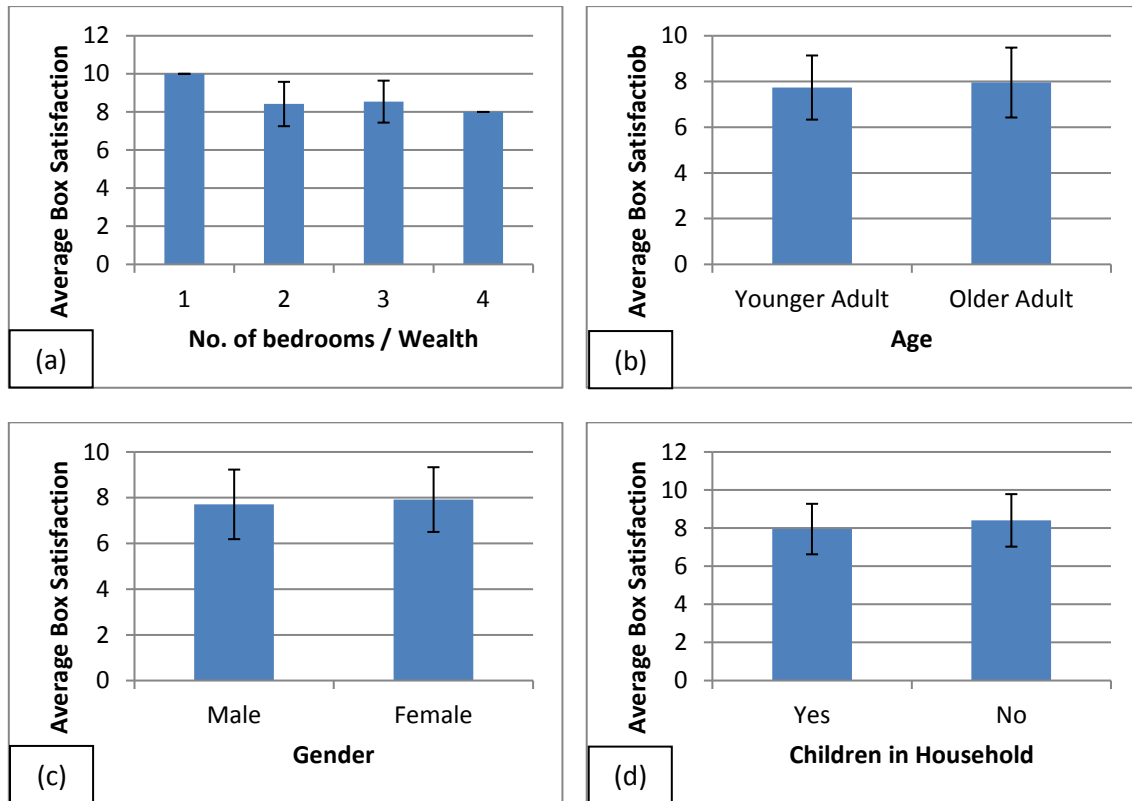 Average Box Satisfaction
12
10
8
6
4
2
0
1 2 3 4
No. of bedrooms / Wealth
(a)
Average Box Satisfactiob
10
8
6
4
2
0
Younger Adult Older Adult
Age
(b)
Average Box Satisfaction
10
8
6
4
2
0
Male Female
Gender
(c)
Average Box Satisfaction
12
10
8
6
4
2
0
Yes No
Children in Household
(d)